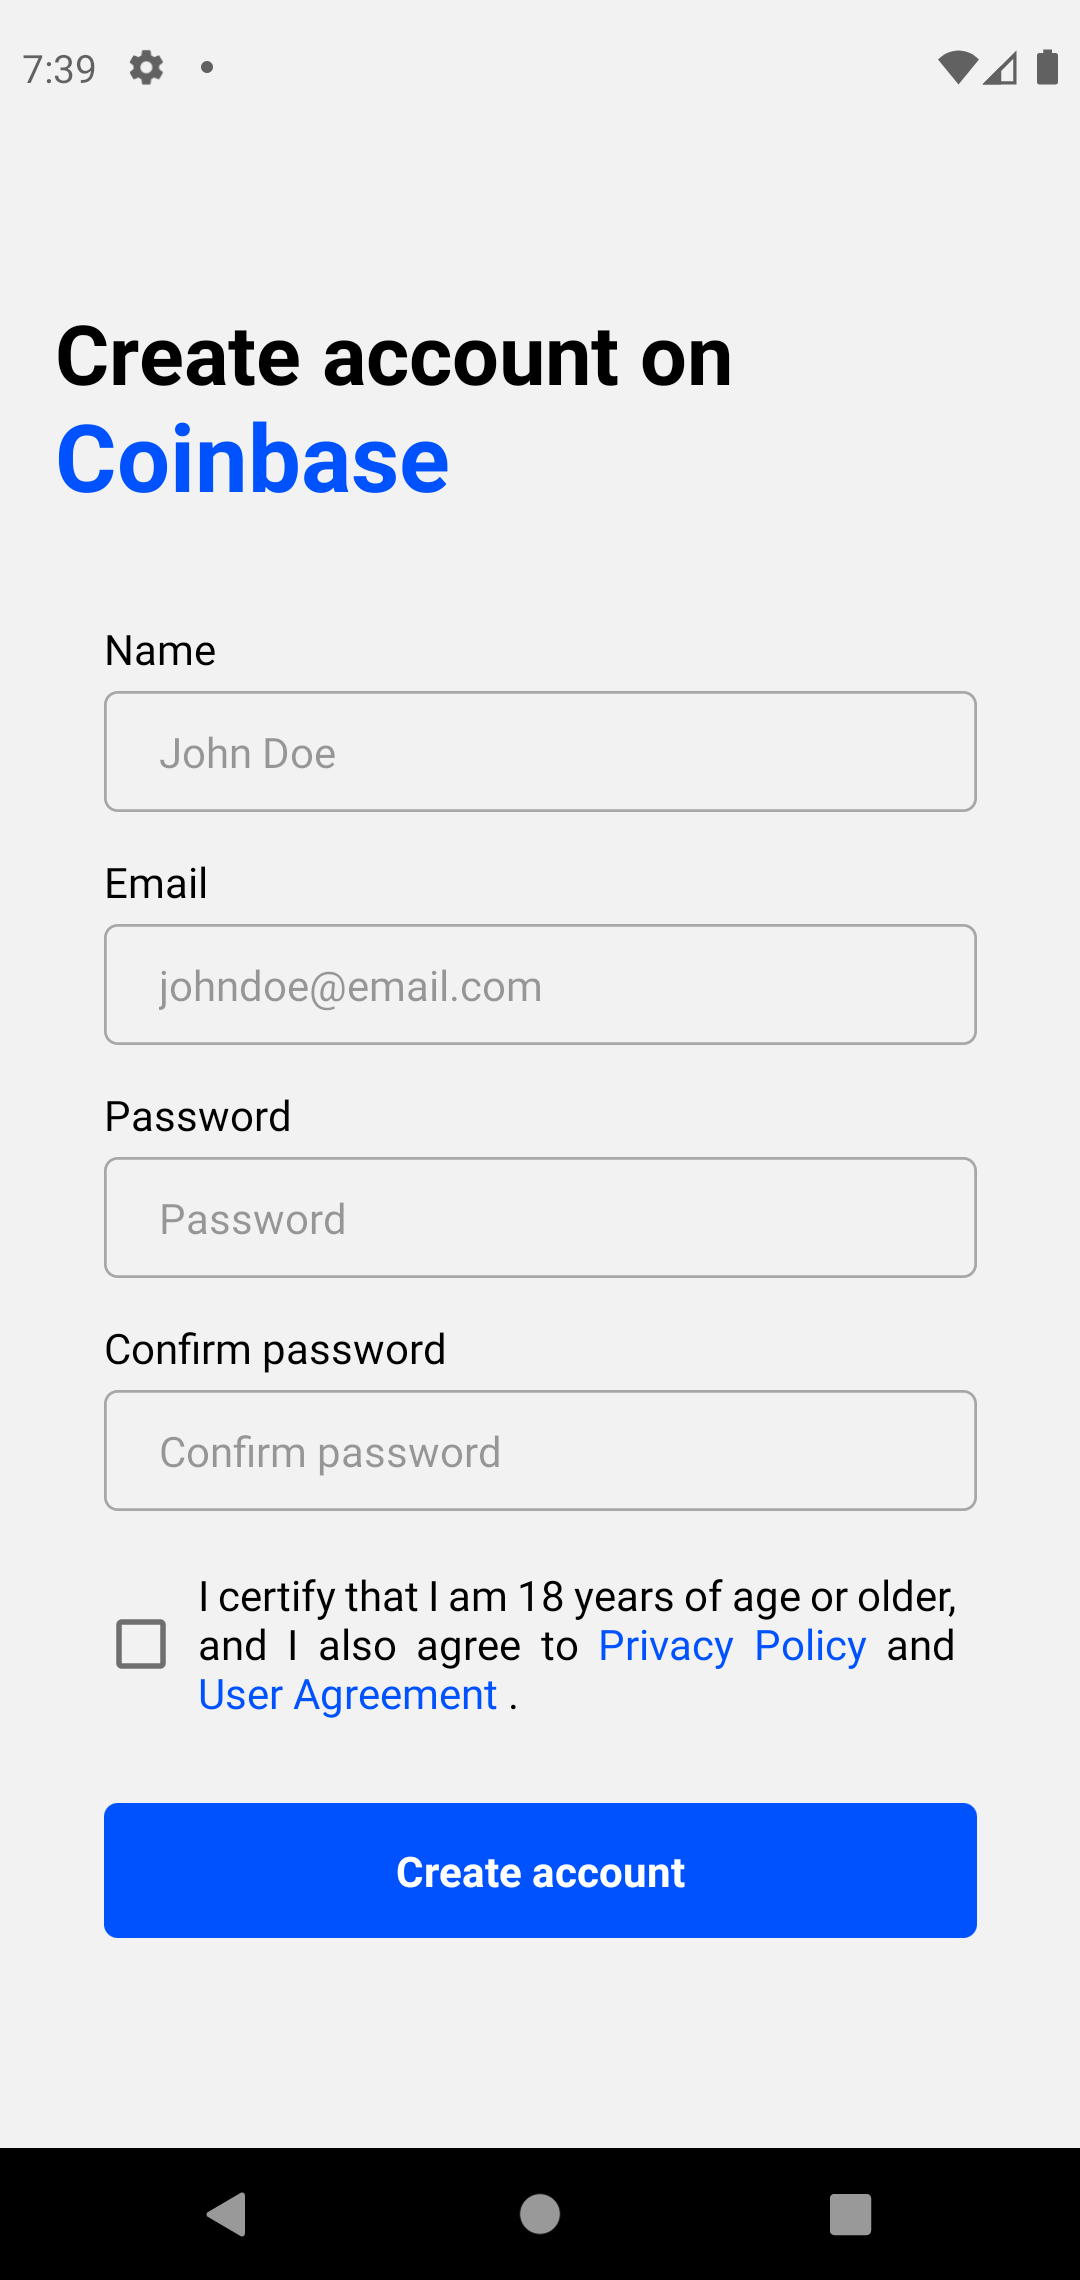 7:39
Create account on
Coinbase
Name
John Doe
Email
johndoe@email.com
Password
Password
Confirm password
Confirm password
I certify that I am 18 years of age or older,
and I also agree to Privacy Policy and
User Agreement .
Create account